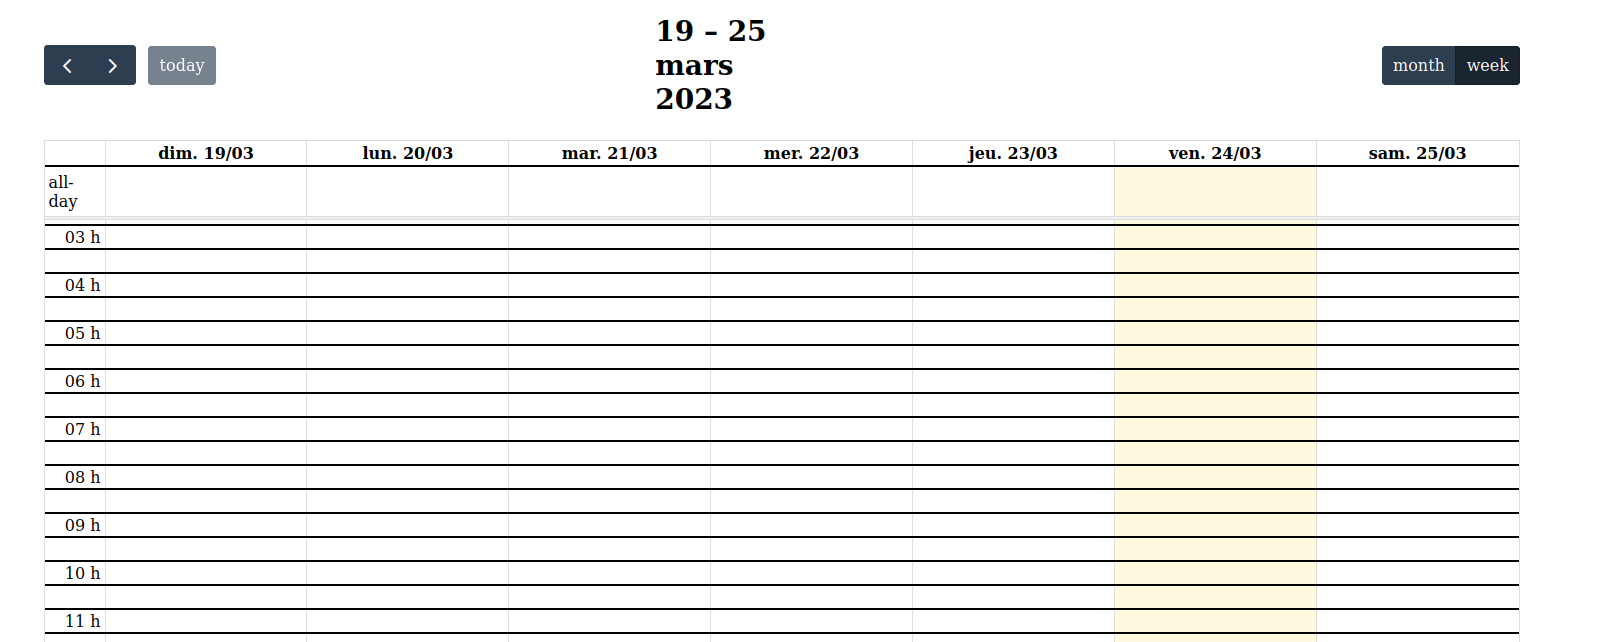 19 – 25
mars
2023
today
month week
dim. 19/03 lun. 20/03 mar. 21/03 mer. 22/03 jeu. 23/03 ven. 24/03 sam. 25/03
all-
day
03 h
04 h
05 h
06 h
07 h
08 h
09 h
10 h
11 h